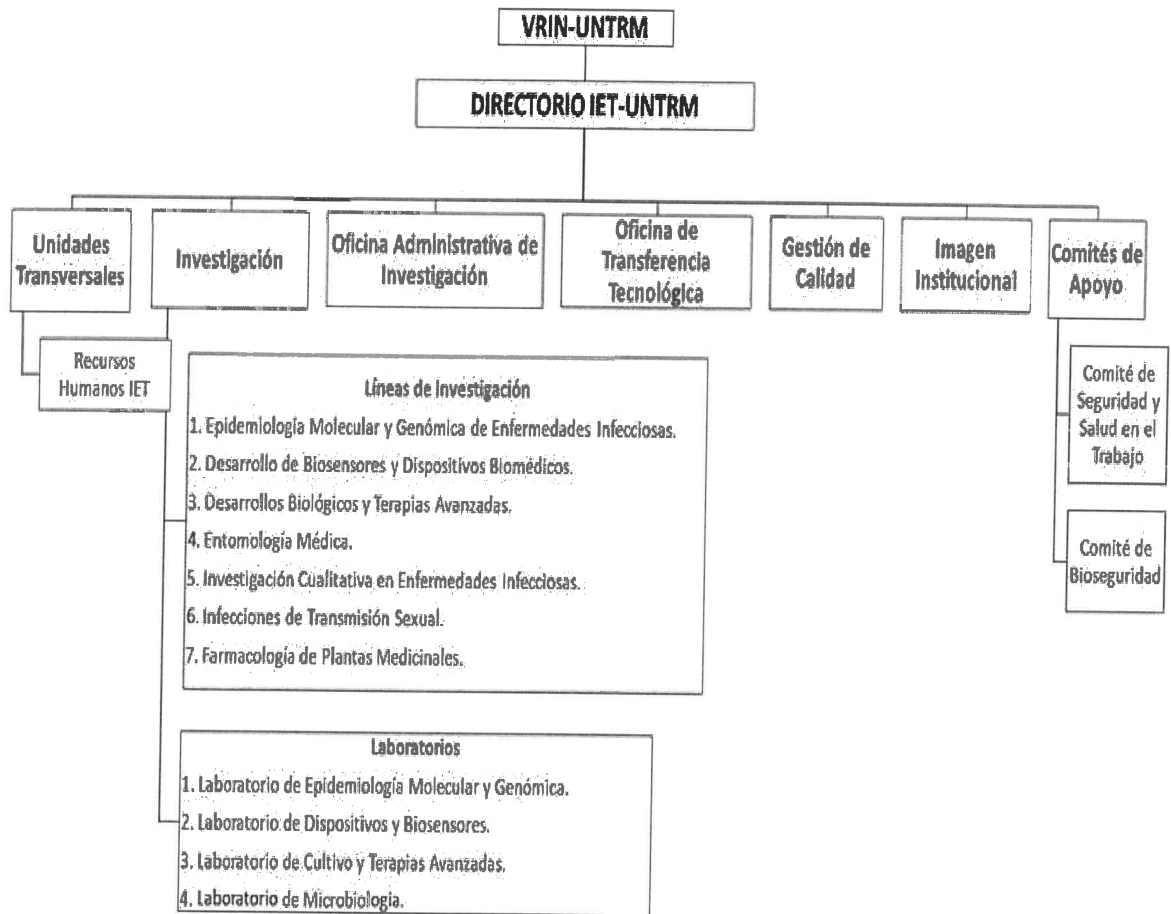 VRIN-UNTRM
DIRECTORIO IET-UNTRM
Unidades
Transversales
Investigación
Oficina Administrativa de
Investigación
Oficina de
Transferencia
Tecnológica
Gestión de
Calidad
Imagen
Institucional
Comités de
Apoyo
Recursos
Humanos IET
Líneas de Investigación
1. Epidemiología Molecular y Genómica de Enfermedades Infecciosas.
2. Desarrollo de Biosensores y Dispositivos Biomédicos.
3. Desarrollos Biológicos y Terapias Avanzadas.
4. Entomología Médica.
5. Investigación Cualitativa en Enfermedades Infecciosas.
6. Infecciones de Transmisión Sexual.
7. Farmacología de Plantas Medicinales.
Laboratorios
1. Laboratorio de Epidemiología Molecular y Genómica.
2. Laboratorio de Dispositivos y Biosensores.
3. Laboratorio de Cultivo y Terapias Avanzadas.
4. Laboratorio de Microbiología.
Comité de
Seguridad y
Salud en el
Trabajo
Comité de
Bioseguridad